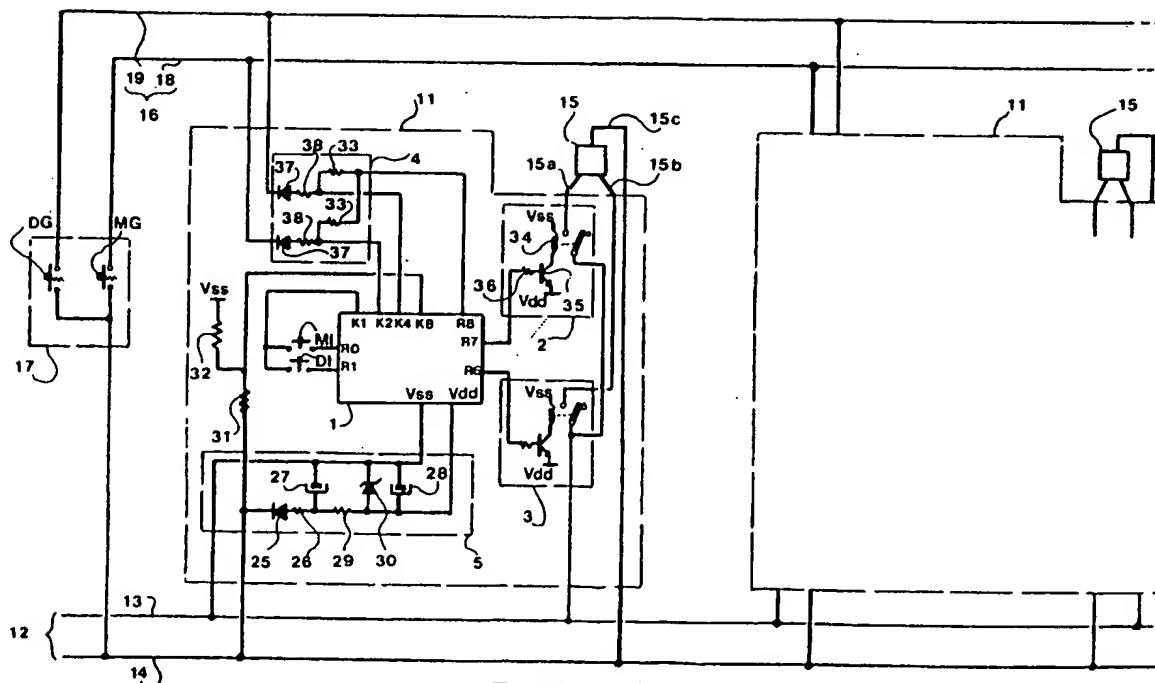 19 18
16
11
15
15c
11
15
4
33
38
37
15a
15b
33
38
37
DG
MG
Vss
34
36
35
Vdd
2
Vss
K1 K2 K4 K8 R8
R7
MI
R0
DI
R1
R6
Vss Vdd
1
17
32
31
Vss
Vdd
3
27
28
25 26 29 30
5
13
12
14